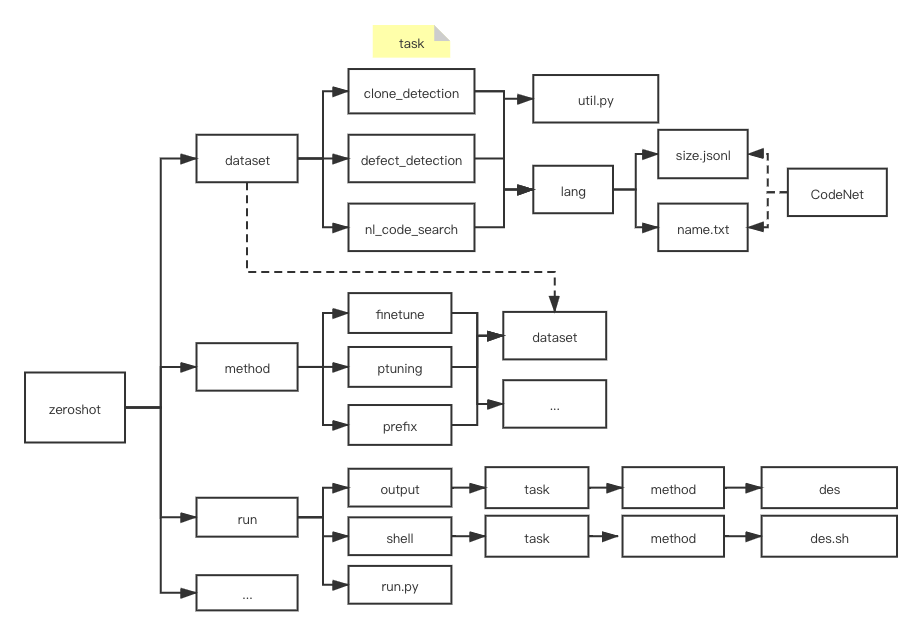 task
clone_detection
util.py
dataset
defect_detection
size.jsonl
lang
CodeNet
nl_code_search
name.txt
finetune
dataset
method
ptuning
...
zeroshot
prefix
output
task
method
des
run
shell
task
method
des.sh
...
run.py